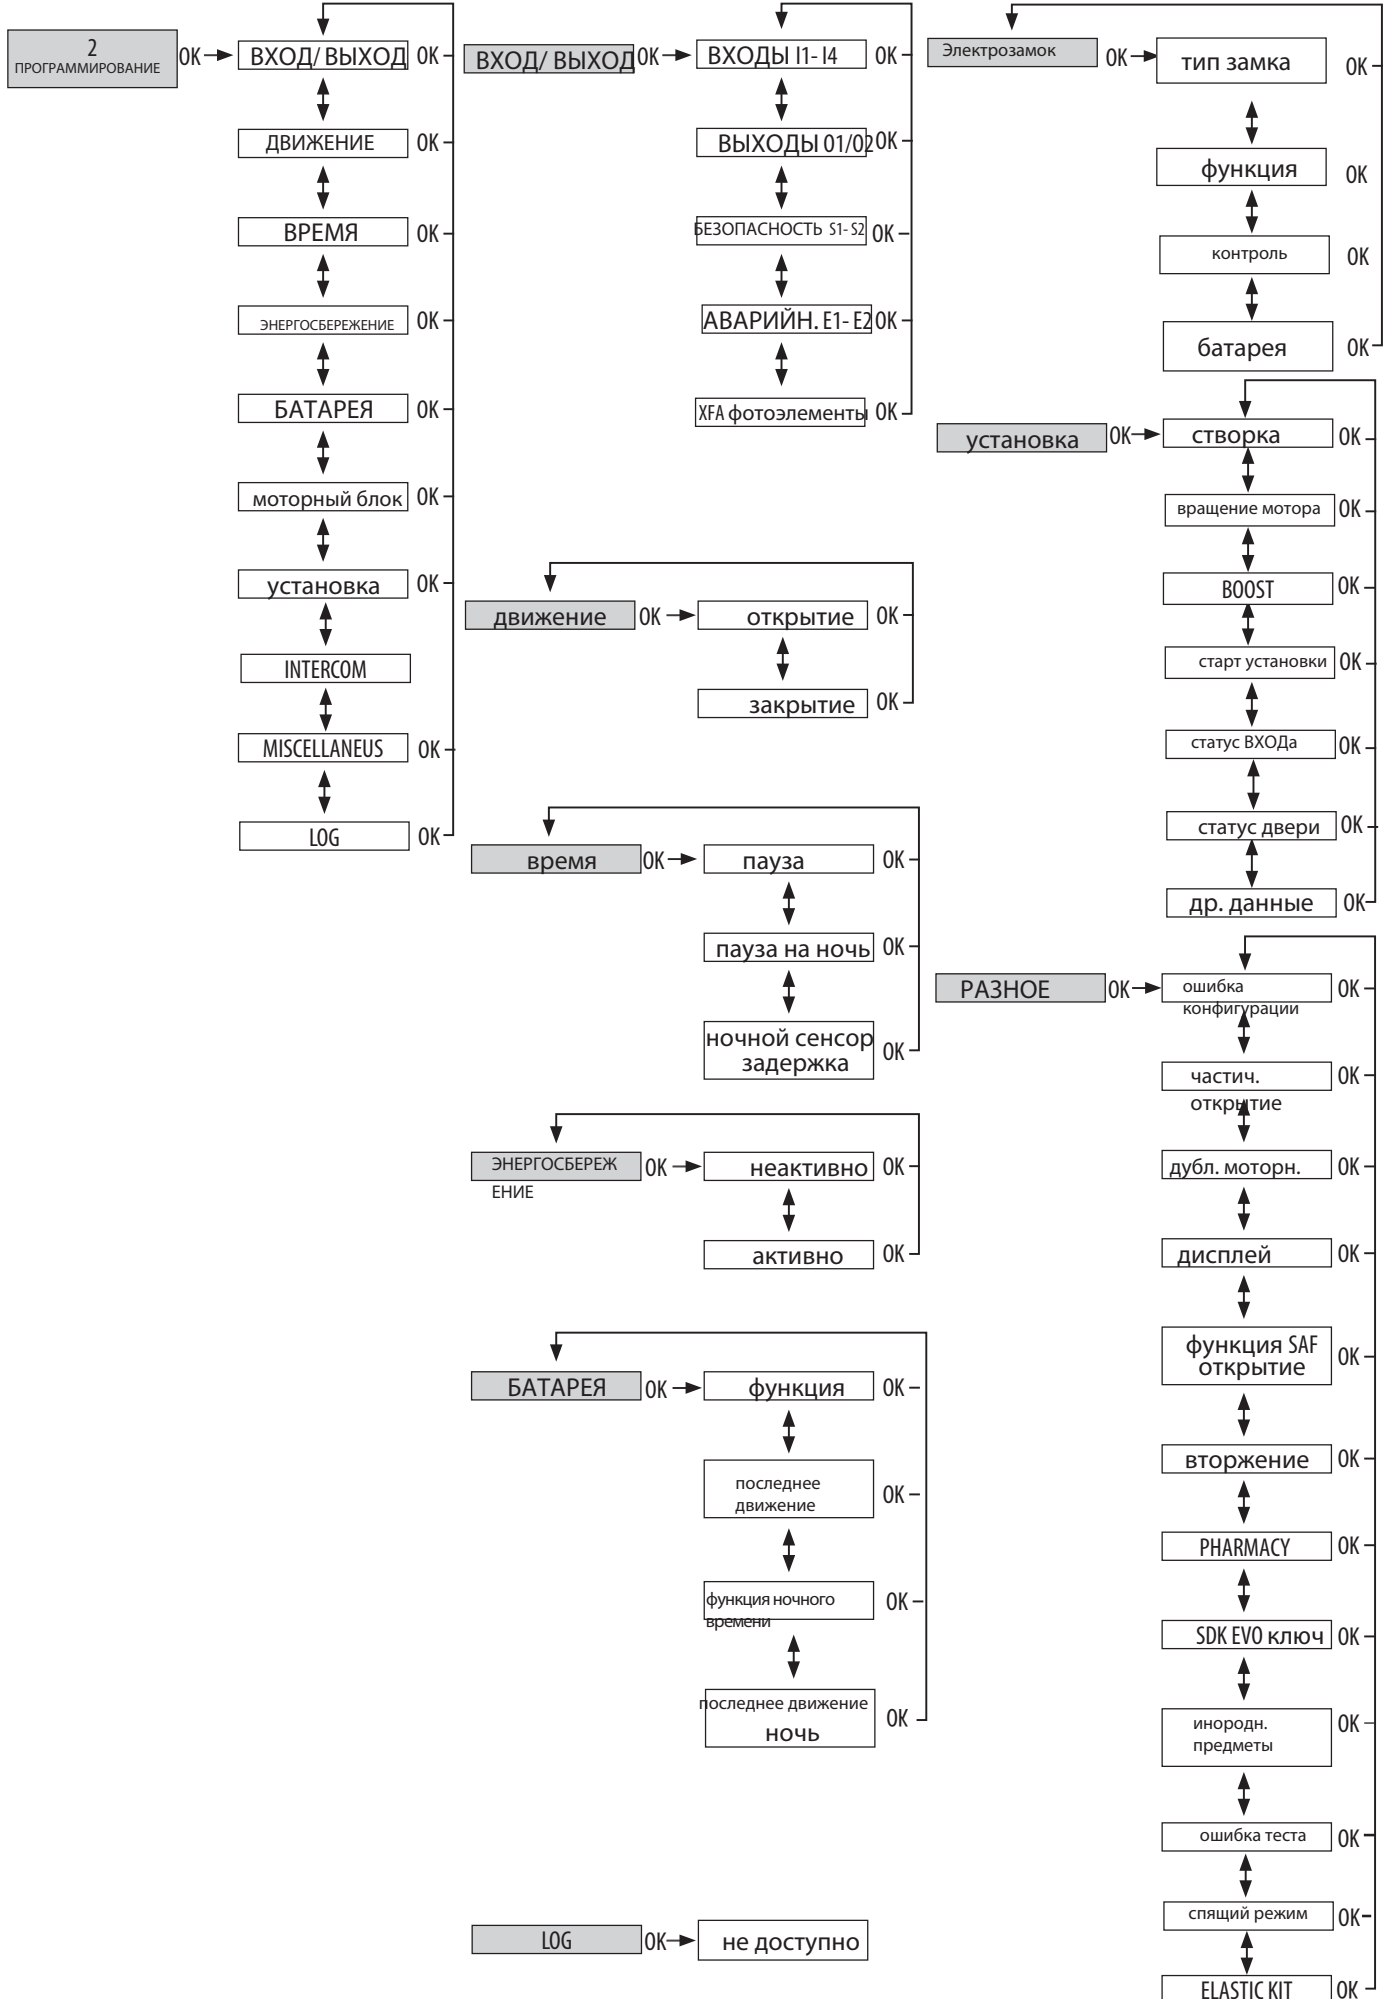 2
ПРОГРАММИРОВАНИЕ
OK
ВХОД/ ВЫХОД OK
ДВИЖЕНИЕ OK
ВРЕМЯ OK
ЭНЕРГОСБЕРЕЖЕНИЕ OK
БАТАРЕЯ OK
моторный блок OK
установка OK
INTERCOM
MISCELLANEUS OK
LOG OK
ВХОД/ ВЫХОД OK
ВХОДЫ I1- I4 OK
ВЫХОДЫ 01/02 OK
БЕЗОПАСНОСТЬ S1- S2 OK
АВАРИЙН. E1- E2 OK
XFA фотоэлементы OK
движение OK
открытие OK
закрытие OK
время OK
пауза OK
пауза на ночь OK
ночной сенсор
задержка
OK
ЭНЕРГОСБЕРЕЖ
ЕНИЕ
OK
неактивно OK
активно OK
БАТАРЕЯ OK
функция OK
последнее
движение
OK
функция ночного
времени
OK
последнее движение
ночь
OK
LOG OK
не доступно
Электрозамок OK
тип замка OK
функция OK
контроль OK
батарея OK
установка OK
створка OK
вращение мотора OK
BOOST OK
старт установки OK
статус ВХОДа OK
статус двери OK
др. данные OK
РАЗНОЕ OK
ошибка
конфигурации
OK
частич.
открытие
OK
дубл. моторн. OK
дисплей OK
функция SAF
открытие
OK
вторжение OK
PHARMACY OK
SDK EVO ключ OK
инородн.
предметы
OK
ошибка теста OK
спящий режим OK
ELASTIC KIT OK